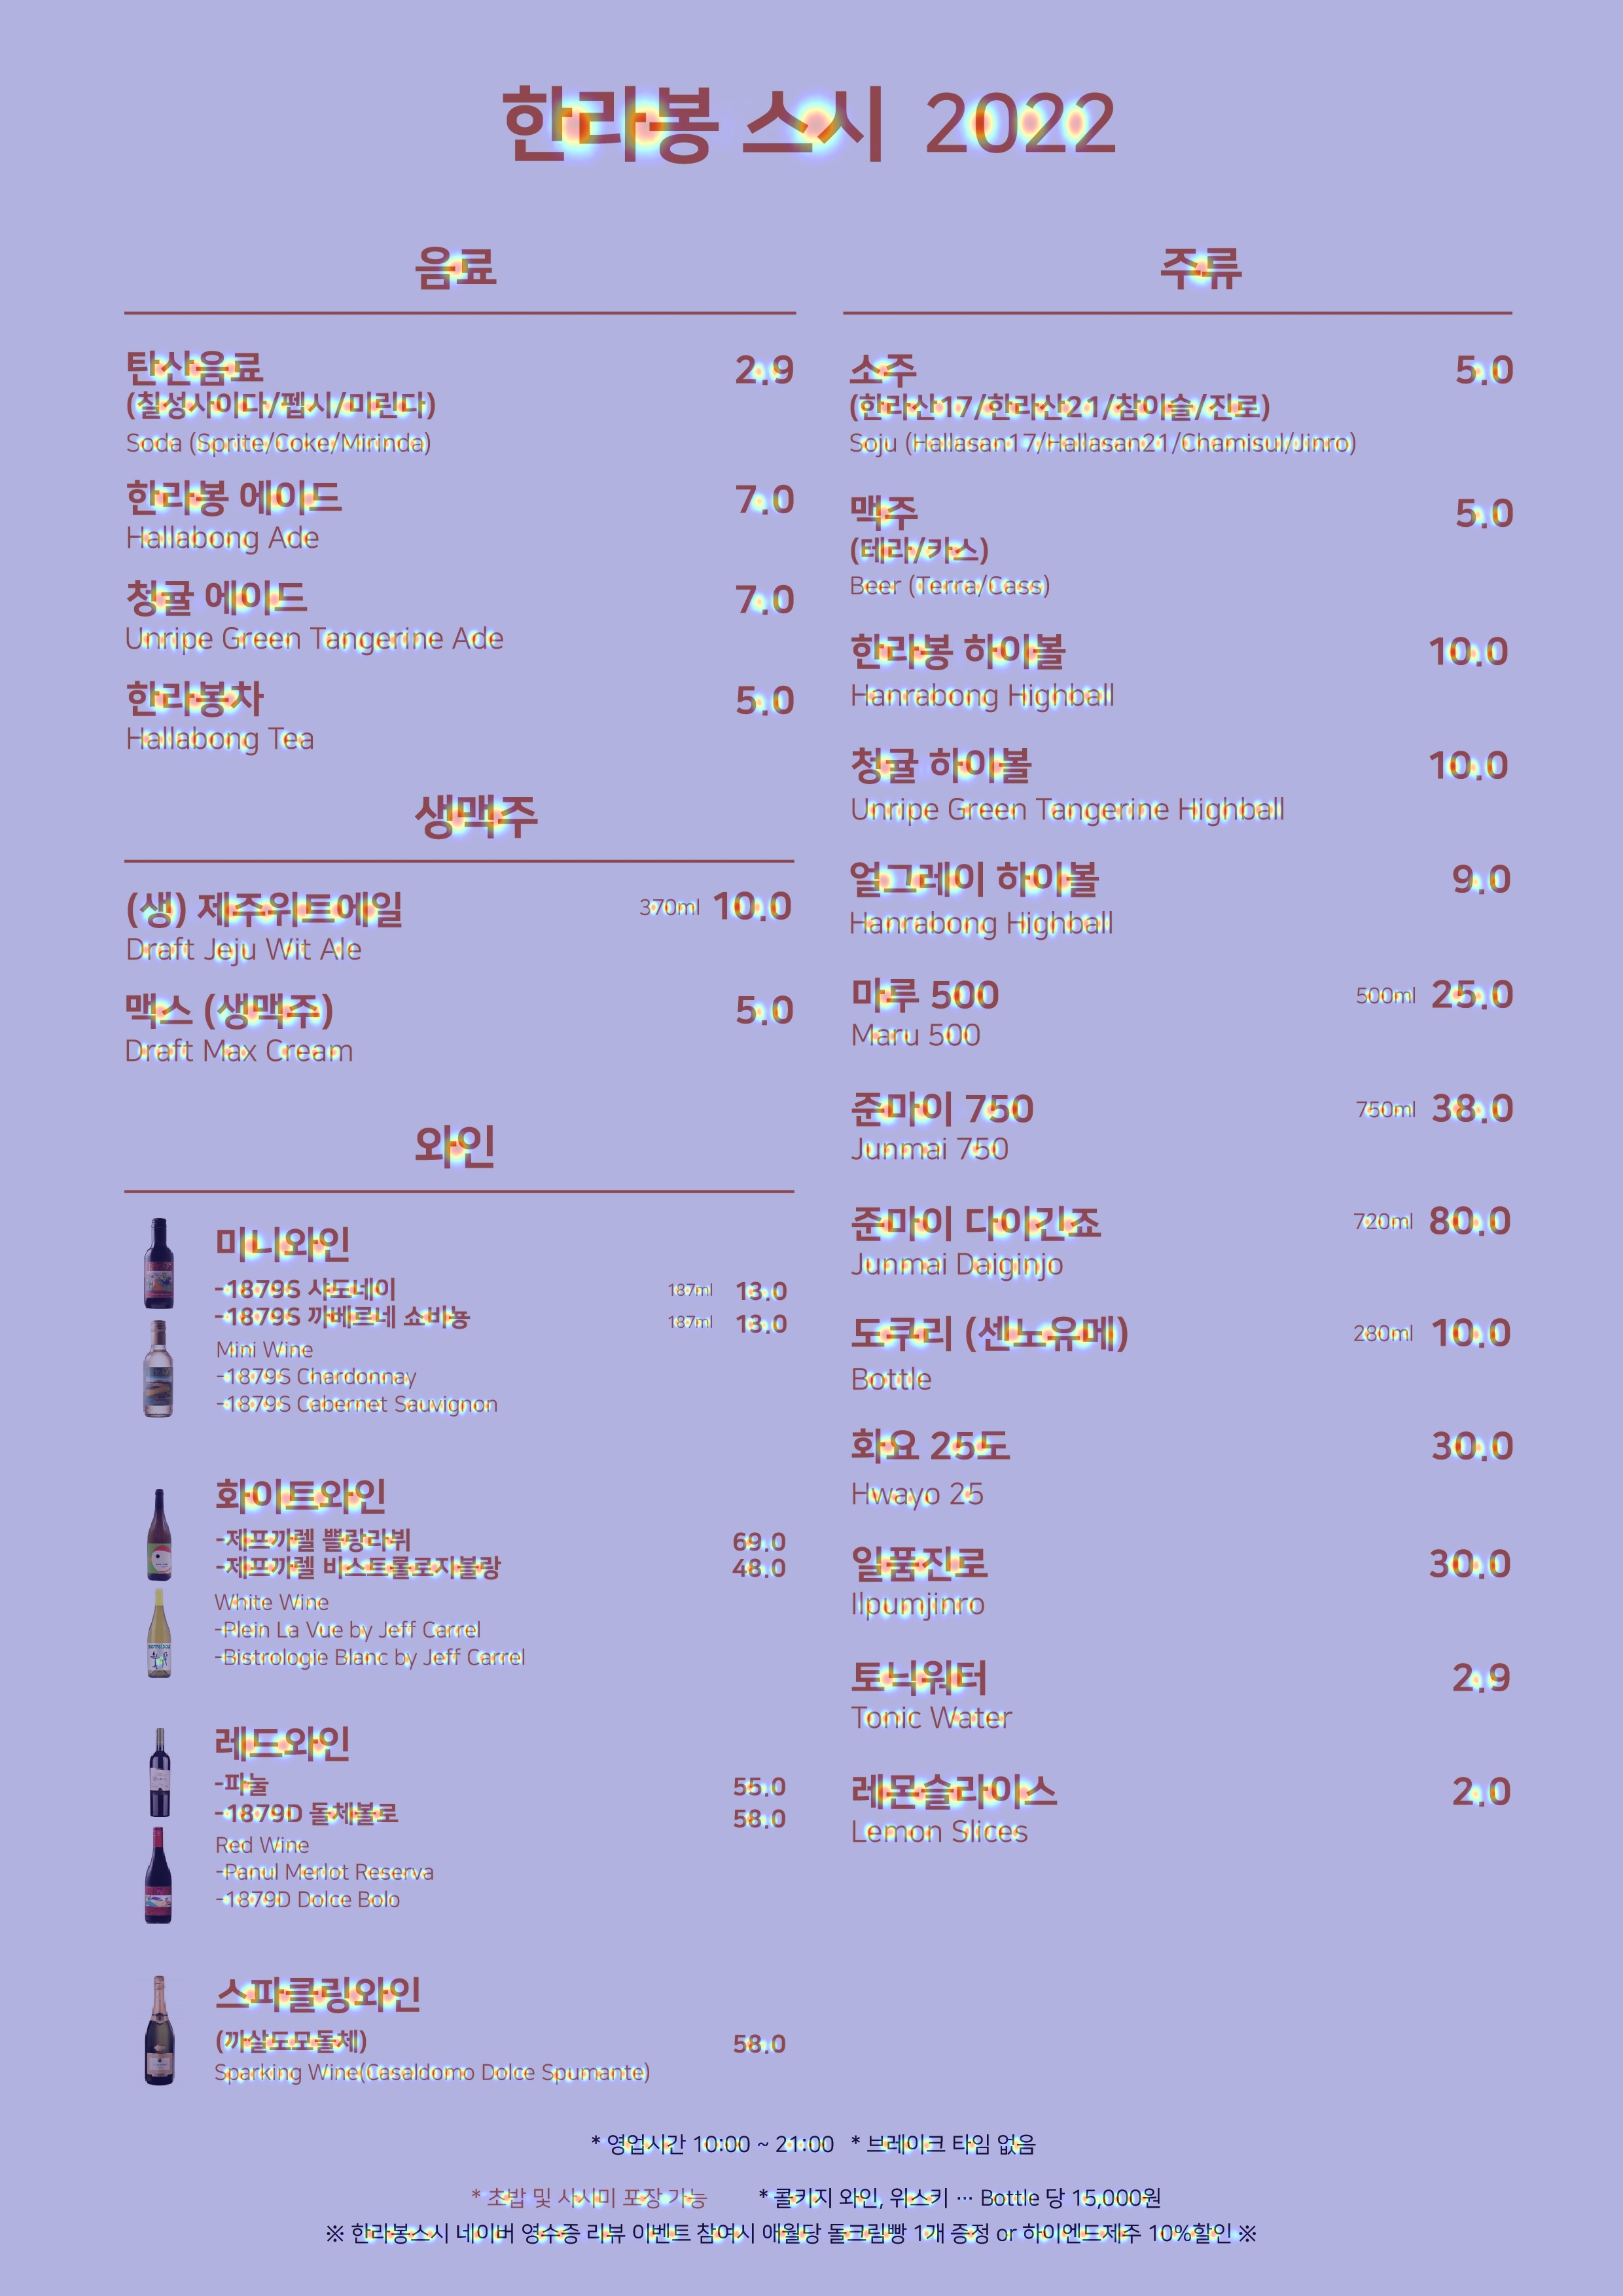 한라봉 스시 2022
음료
탄산음료 2.9
(칠성사이다/펩시/미린다)
Soda (Sprite/Coke/Mirinda)
한라봉 에이드 7.0
Hallabong Ade
청귤 에이드 7.0
Unripe Green Tangerine Ade
한라봉차 5.0
Hallabong Tea
생맥주
(생) 제주위트에일 370ml 10.0
Draft Jeju Wit Ale
맥스 (생맥주) 5.0
Draft Max Cream
와인
미니와인
-1879S 샤도네이 187ml 13.0
-1879S 까베르네 쇼비뇽 187ml 13.0
Mini Wine
-1879S Chardonnay
-1879S Cabernet Sauvignon
화이트와인
-제프까렐 쁠랑라뷔 69.0
-제프까렐 비스트롤로지블랑 48.0
White Wine
-Plein La Vue by Jeff Carrel
-Bistrologie Blanc by Jeff Carrel
레드와인
-파눌 55.0
-1879D 돌체볼로 58.0
Red Wine
-Panul Merlot Reserva
-1879D Dolce Bolo
스파클링와인
(까살도모돌체) 58.0
Sparking Wine(Casaldomo Dolce Spumante)
주류
소주 5.0
(한라산17/한라산21/참이슬/진로)
Soju (Hallasan17/Hallasan21/Chamisul/Jinro)
맥주 5.0
(테라/카스)
Beer (Terra/Cass)
한라봉 하이볼 10.0
Hanrabong Highball
청귤 하이볼 10.0
Unripe Green Tangerine Highball
얼그레이 하이볼 9.0
Hanrabong Highball
마루 500 500ml 25.0
Maru 500
준마이 750 750ml 38.0
Junmai 750
준마이 다이긴죠 720ml 80.0
Junmai Daiginjo
도쿠리 (센노유메) 280ml 10.0
Bottle
화요 25도 30.0
Hwayo 25
일품진로 30.0
Ilpumjinro
토닉워터 2.9
Tonic Water
레몬슬라이스 2.0
Lemon Slices
* 영업시간 10:00 ~ 21:00 * 브레이크 타임 없음
* 초밥 및 사시미 포장 가능 * 콜키지 와인, 위스키 ··· Bottle 당 15,000원
※ 한라봉스시 네이버 영수증 리뷰 이벤트 참여시 애월당 돌크림빵 1개 증정 or 하이엔드제주 10%할인 ※